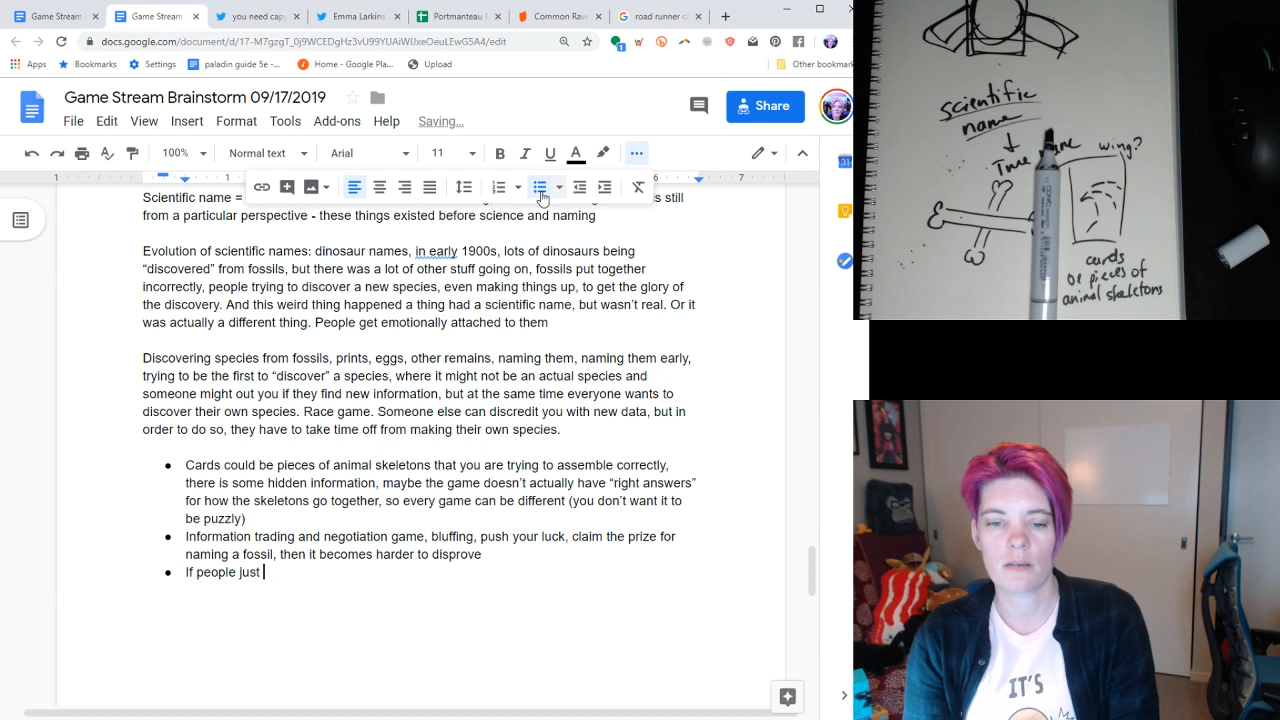 Game Stream
Game Stream
you need cap
Emma Larkins
Portmanteau
Common Rav
road runner c
docs.google.com/document/d/17-M7gzgT_0j9WCEDgHz3vU99YUAiWIJxeOeuLEwG5A4/edit
Apps
Bookmarks
Settings
paladin guide 5e -...
Home - Google Pla...
Upload
Other bookmark
Game Stream Brainstorm 09/17/2019
File Edit View Insert Format Tools Add-ons Help Saving...
Share
100% Normal text Arial 11
1 6 7
Scientific name =
s still
from a particular perspective - these things existed before science and naming
Evolution of scientific names: dinosaur names, in early 1900s, lots of dinosaurs being
“discovered” from fossils, but there was a lot of other stuff going on, fossils put together
incorrectly, people trying to discover a new species, even making things up, to get the glory of
the discovery. And this weird thing happened a thing had a scientific name, but wasn’t real. Or it
was actually a different thing. People get emotionally attached to them
Discovering species from fossils, prints, eggs, other remains, naming them, naming them early,
trying to be the first to “discover” a species, where it might not be an actual species and
someone might out you if they find new information, but at the same time everyone wants to
discover their own species. Race game. Someone else can discredit you with new data, but in
order to do so, they have to take time off from making their own species.
● Cards could be pieces of animal skeletons that you are trying to assemble correctly,
there is some hidden information, maybe the game doesn’t actually have “right answers”
for how the skeletons go together, so every game can be different (you don’t want it to
be puzzly)
● Information trading and negotiation game, bluffing, push your luck, claim the prize for
naming a fossil, then it becomes harder to disprove
● If people just
31
scientific
name
wing?
cards
or pieces of
animal skeletons
IT'S